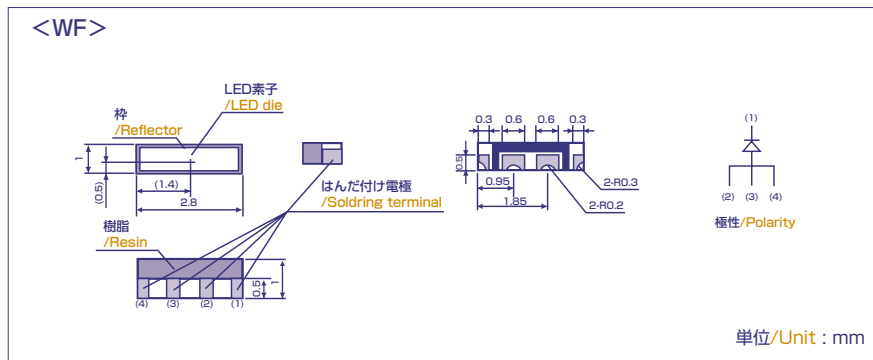 <WF>
LED素子
/LED die
枠
/Reflector
1
(0.5)
(1.4)
2.8
はんだ付け電極
/Soldring terminal
樹脂
/Resin
0.5
1
(4) (3) (2) (1)
0.3 0.6 0.6 0.3
0.5
0.95
1.85
2-R0.3
2-R0.2
(1)
(2) (3) (4)
極性/Polarity
単位/Unit : mm